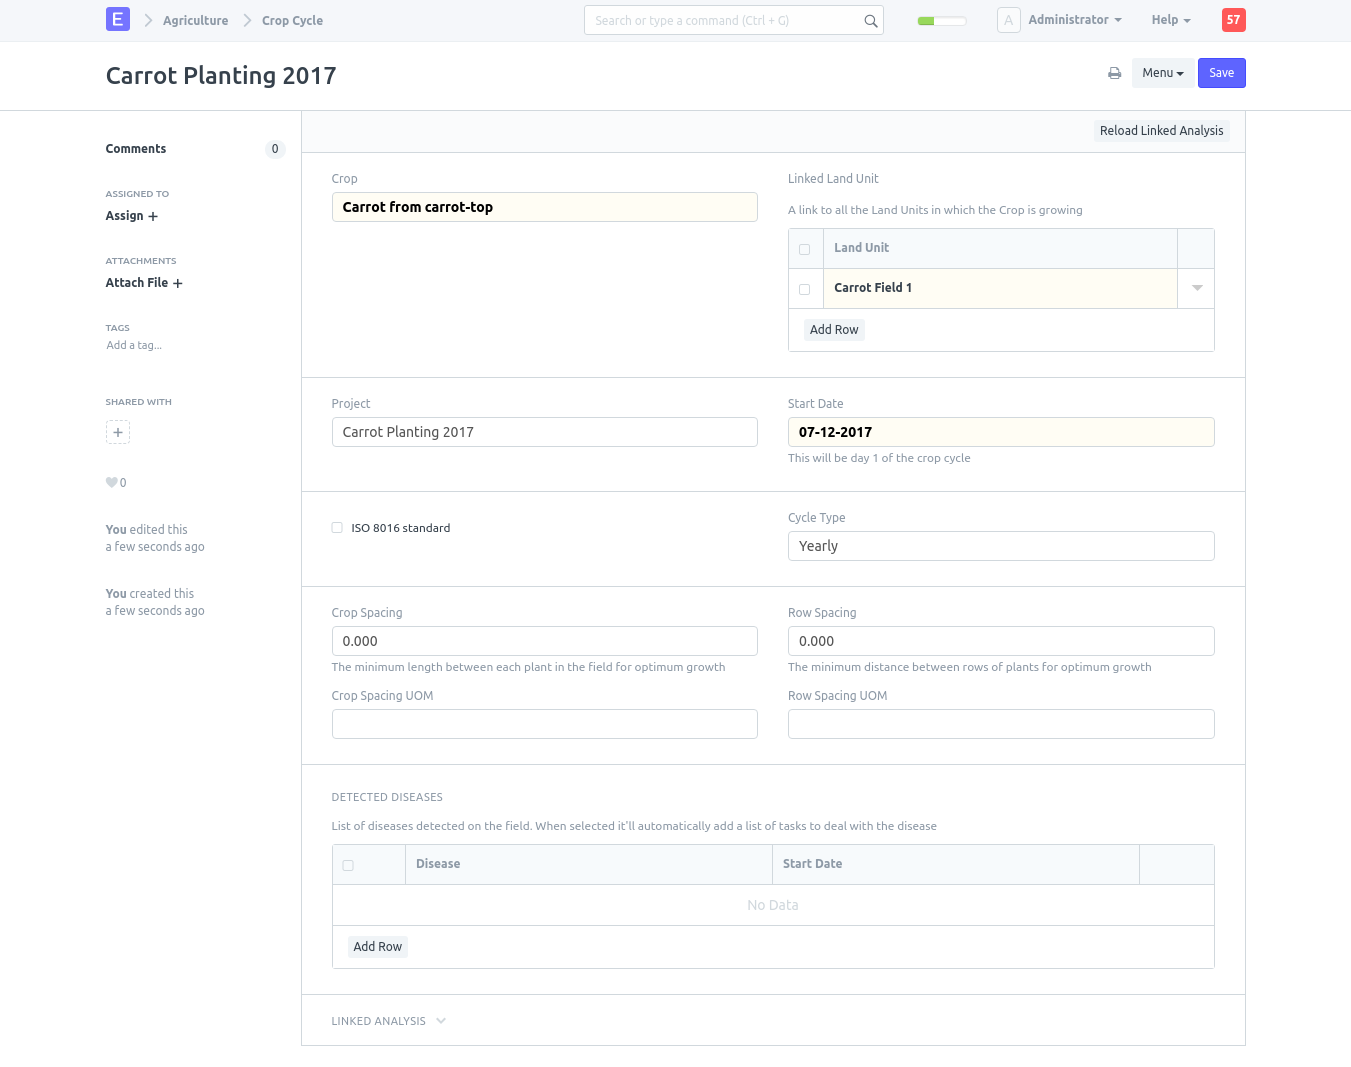 E Agriculture Crop Cycle Search or type a command (Ctrl + G) A Administrator Help 57
Carrot Planting 2017 Menu Save
Reload Linked Analysis
Comments 0
ASSIGNED TO
Assign +
ATTACHMENTS
Attach File +
TAGS
Add a tag...
SHARED WITH
+
0
You edited this
a few seconds ago
You created this
a few seconds ago
Crop
Carrot from carrot-top
Linked Land Unit
A link to all the Land Units in which the Crop is growing
Land Unit
Carrot Field 1
Add Row
Project
Carrot Planting 2017
Start Date
07-12-2017
This will be day 1 of the crop cycle
ISO 8016 standard
Cycle Type
Yearly
Crop Spacing
0.000
The minimum length between each plant in the field for optimum growth
Crop Spacing UOM
Row Spacing
0.000
The minimum distance between rows of plants for optimum growth
Row Spacing UOM
DETECTED DISEASES
List of diseases detected on the field. When selected it'll automatically add a list of tasks to deal with the disease
Disease Start Date
No Data
Add Row
LINKED ANALYSIS